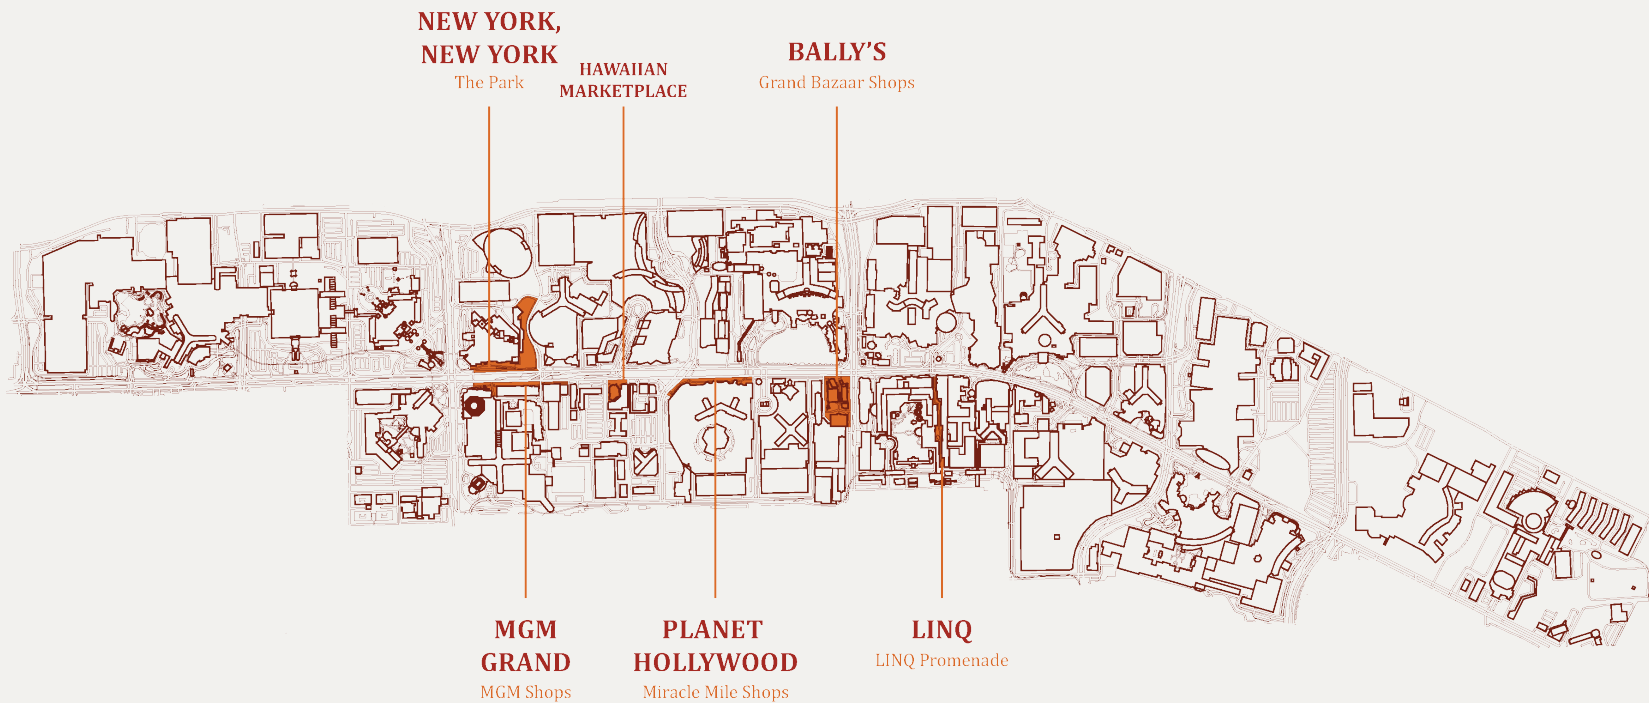 NEW YORK,
NEW YORK
The Park
HAWAIIAN
MARKETPLACE
BALLY'S
Grand Bazaar Shops
MGM
GRAND
MGM Shops
PLANET
HOLLYWOOD
Miracle Mile Shops
LINQ
LINQ Promenade